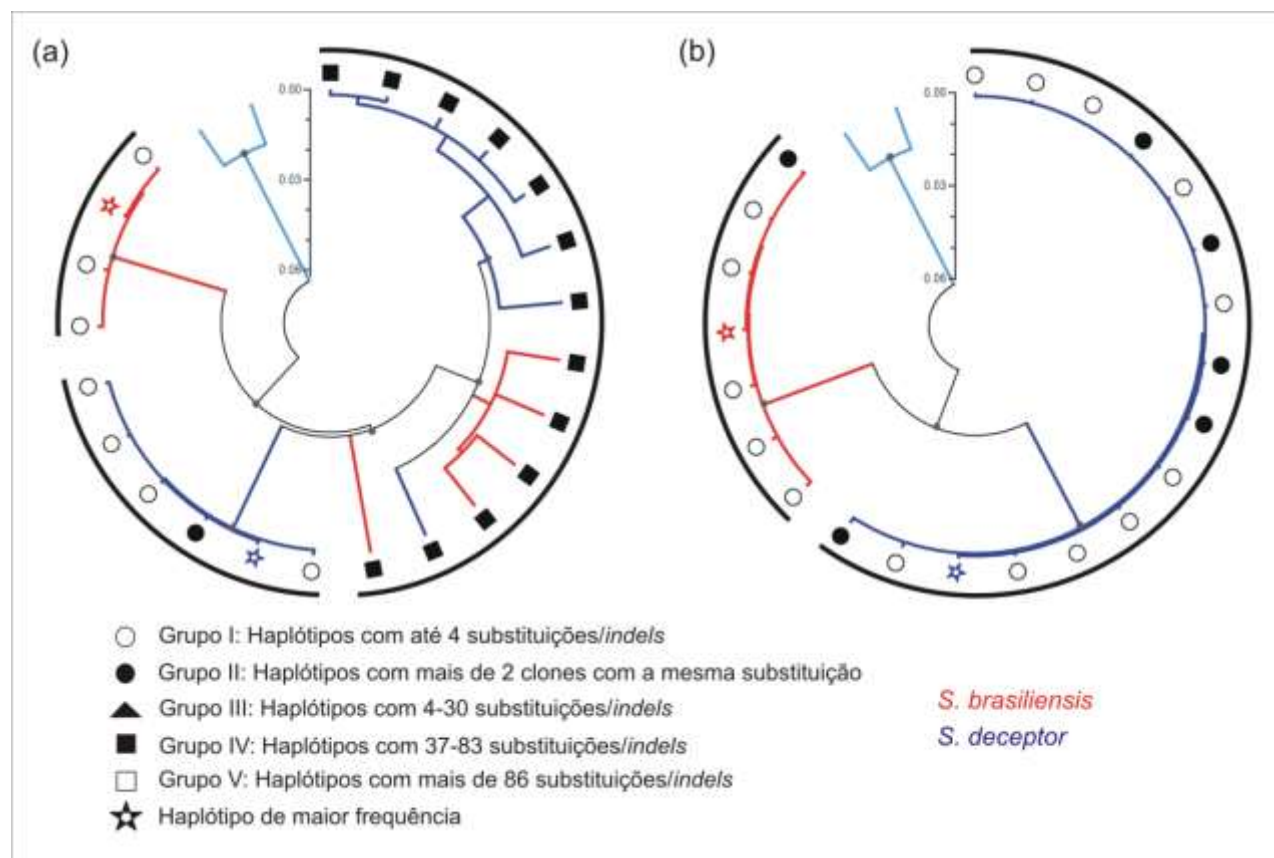 (a)
(b)
0.00
0.03
0.06
0.00
0.03
0.06
Grupo I: Haplótipos com até 4 substituições/indels
Grupo II: Haplótipos com mais de 2 clones com a mesma substituição
Grupo III: Haplótipos com 4-30 substituições/indels
Grupo IV: Haplótipos com 37-83 substituições/indels
Grupo V: Haplótipos com mais de 86 substituições/indels
Haplótipo de maior frequência
S. brasiliensis
S. deceptor